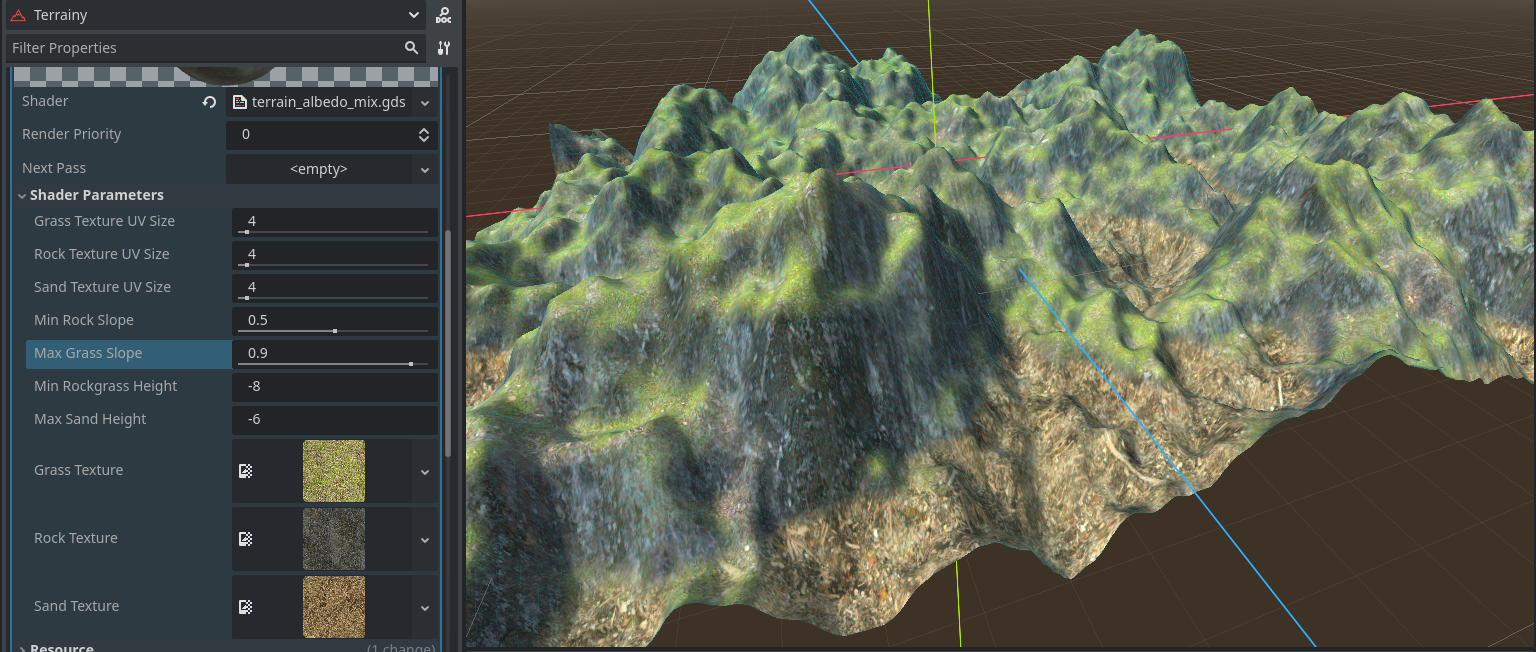 Terrainy
DOC
Filter Properties
Shader terrain_albedo_mix.gds
Render Priority 0
Next Pass <empty>
Shader Parameters
Grass Texture UV Size 4
Rock Texture UV Size 4
Sand Texture UV Size 4
Min Rock Slope 0.5
Max Grass Slope 0.9
Min Rockgrass Height -8
Max Sand Height -6
Grass Texture
Rock Texture
Sand Texture
Resource (1 change)